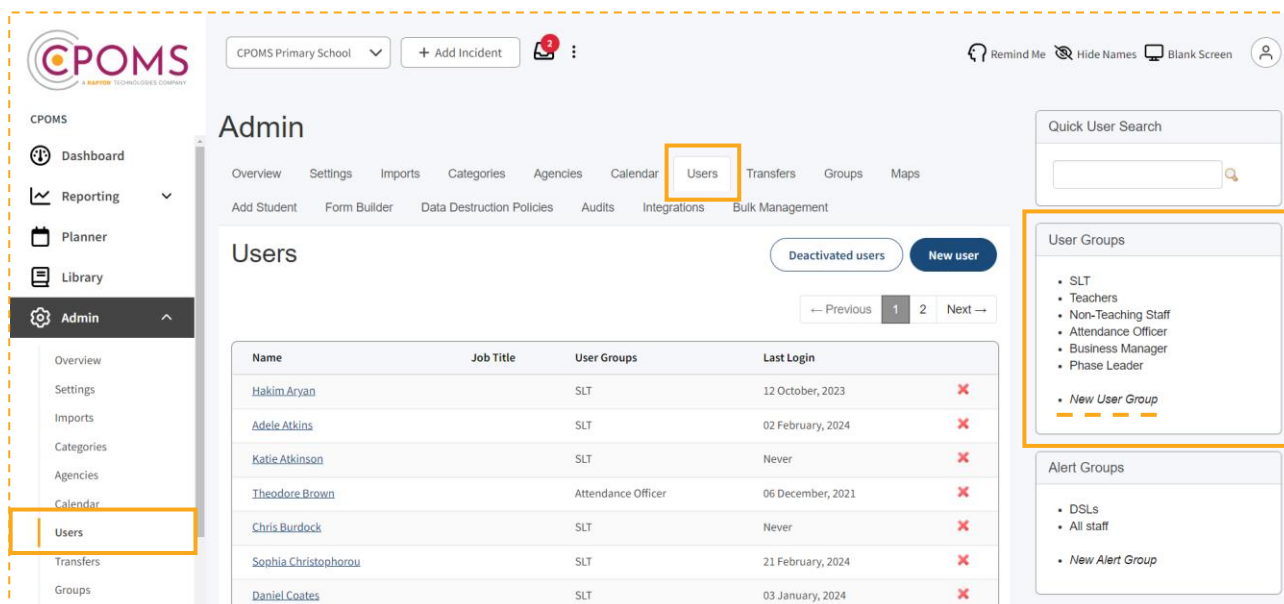 CPOMS
A RAPTOR TECHNOLOGIES COMPANY
CPOMS Primary School
+ Add Incident
2
Remind Me
Hide Names
Blank Screen
CPOMS
Dashboard
Reporting
Planner
Library
Admin
Overview
Settings
Imports
Categories
Agencies
Calendar
Users
Transfers
Groups
Admin
Overview Settings Imports Categories Agencies Calendar Users Transfers Groups Maps
Add Student Form Builder Data Destruction Policies Audits Integrations Bulk Management
Users
Deactivated users
New user
← Previous 1 2 Next →
Name Job Title User Groups Last Login
Hakim Aryan SLT 12 October, 2023
Adele Atkins SLT 02 February, 2024
Katie Atkinson SLT Never
Theodore Brown Attendance Officer 06 December, 2021
Chris Burdock SLT Never
Sophia Christophorou SLT 21 February, 2024
Daniel Coates SLT 03 January, 2024
Quick User Search
User Groups
• SLT
• Teachers
• Non-Teaching Staff
• Attendance Officer
• Business Manager
• Phase Leader
• New User Group
Alert Groups
• DSLs
• All staff
• New Alert Group